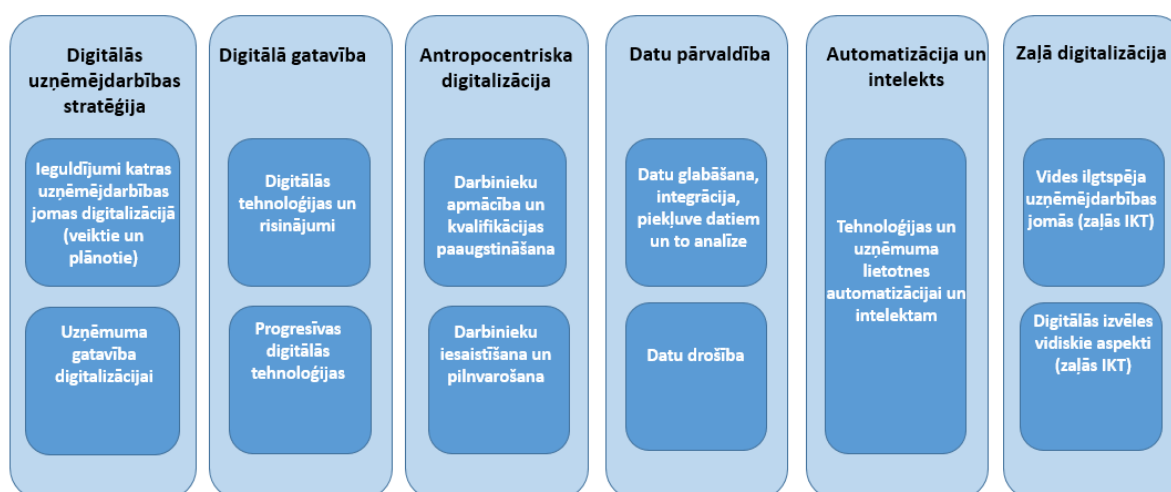 Digitālās
uzņēmējdarbības
stratēģija
Ieguldījumi katras
uzņēmējdarbības
jomas digitalizācijā
(veiktie un
plānotie)
Uzņēmuma
gatavība
digitalizācijai
Digitālā gatavība
Digitālās
tehnoloģijas un
risinājumi
Progresīvas
digitālās
tehnoloģijas
Antropocentriska
digitalizācija
Darbinieku
apmācība un
kvalifikācijas
paaugstināšana
Darbinieku
iesaistīšana un
pilnvarošana
Datu pārvaldība
Datu glabāšana,
integrācija,
piekļuve datiem
un to analīze
Datu drošība
Automatizācija un
intelekts
Tehnoloģijas un
uzņēmuma
lietotnes
automatizācijai un
intelektam
Zaļā digitalizācija
Vides ilgtspēja
uzņēmējdarbības
jomās (zaļās IKT)
Digitālās izvēles
vidiskie aspekti
(zaļās IKT)